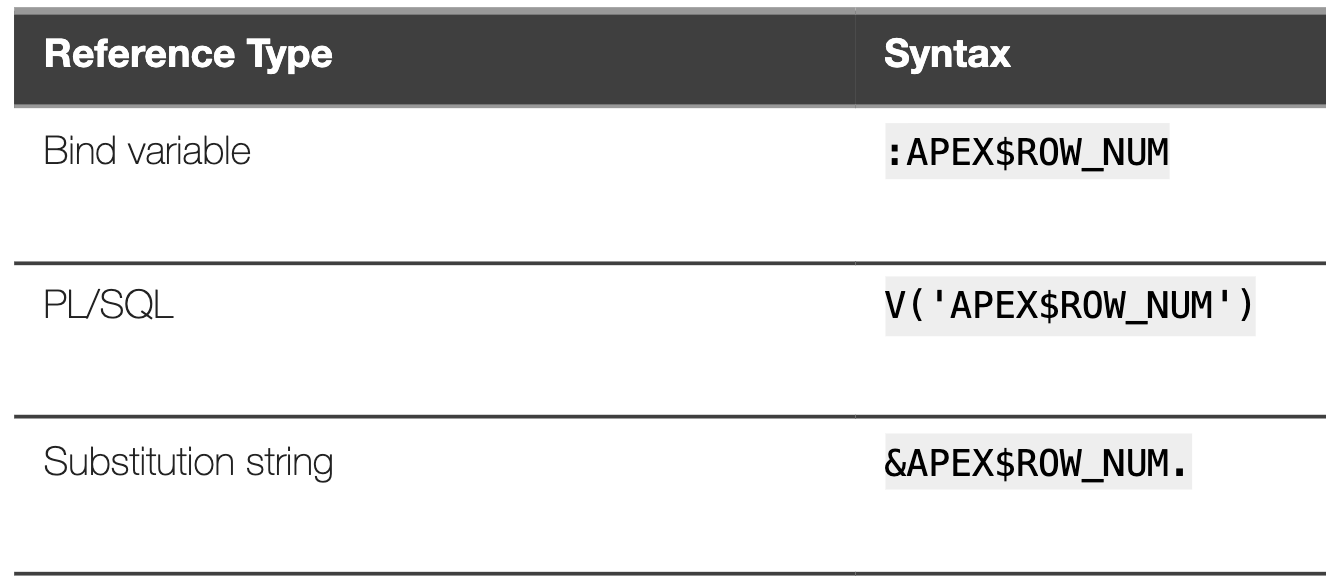 Reference Type Syntax
Bind variable :APEX$ROW_NUM
PL/SQL V('APEX$ROW_NUM')
Substitution string &APEX$ROW_NUM.